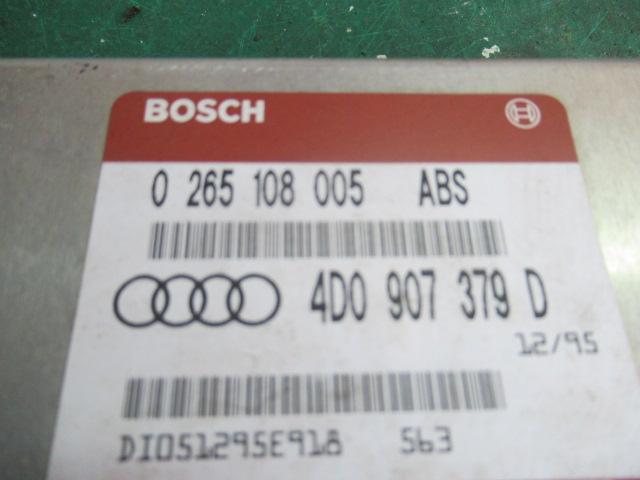 BOSCH
0 265 108 005 ABS
4D0 907 379 D
12/95
DI051295E918 563